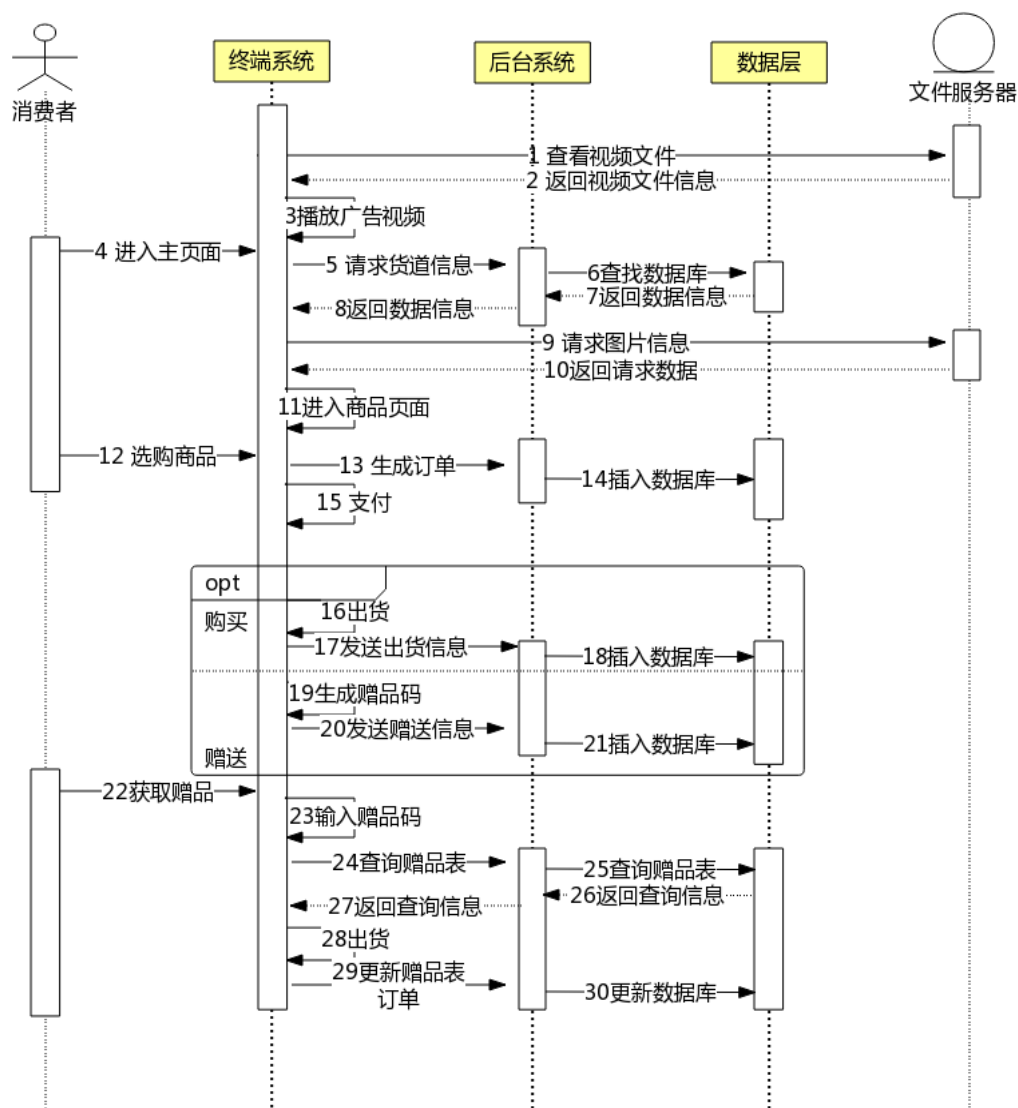 消费者
终端系统
后台系统
数据层
文件服务器
1 查看视频文件
2 返回视频文件信息
3播放广告视频
4 进入主页面
5 请求货道信息
6查找数据库
7返回数据信息
8返回数据信息
9 请求图片信息
10返回请求数据
11进入商品页面
12 选购商品
13 生成订单
14插入数据库
15 支付
opt
购买
16出货
17发送出货信息
18插入数据库
19生成赠品码
20发送赠送信息
21插入数据库
赠送
22获取赠品
23输入赠品码
24查询赠品表
25查询赠品表
26返回查询信息
27返回查询信息
28出货
29更新赠品表
订单
30更新数据库